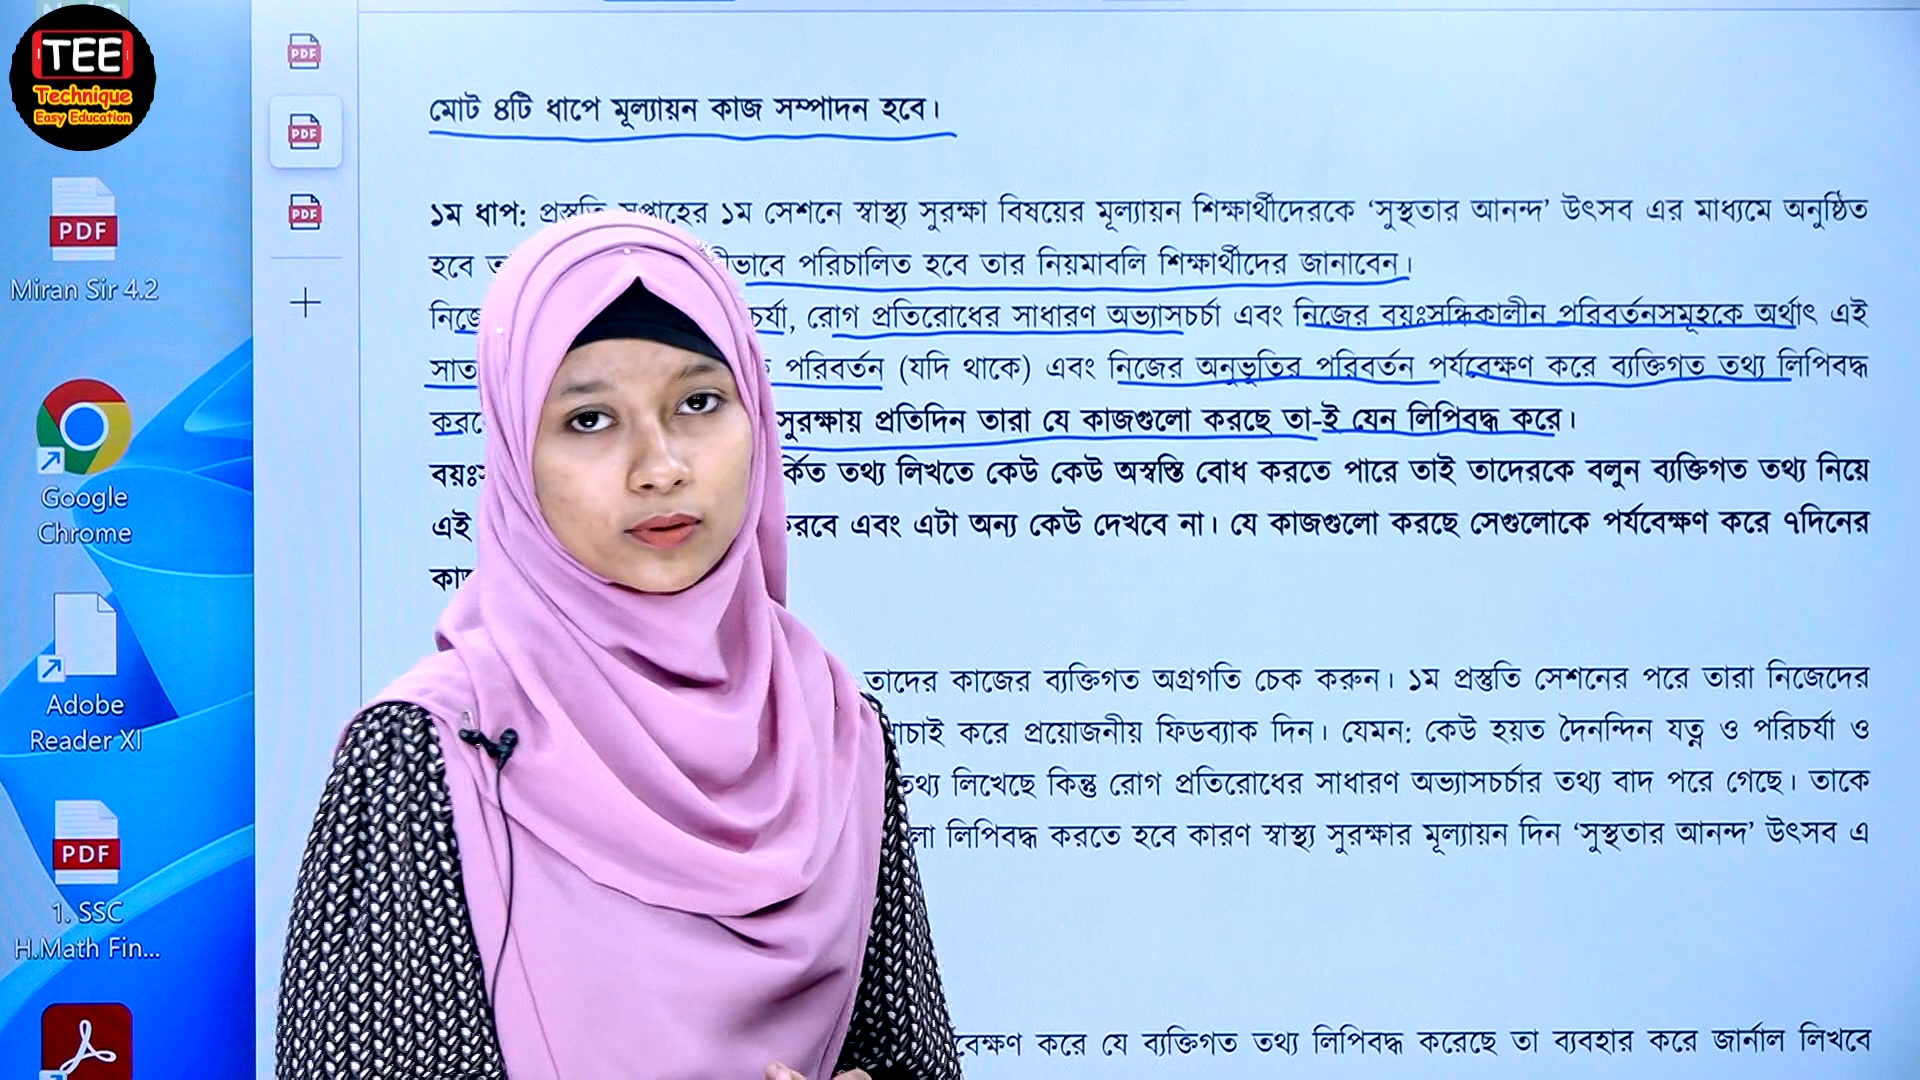 TEE
Technique
Easy Education
PDF
Miran Sir 4.2
Google
Chrome
Adobe
Reader XI
PDF
1. SSC
H.Math Fin...
PDF
PDF
PDF
মোট ৪টি ধাপে মূল্যায়ন কাজ সম্পাদন হবে।
১ম ধাপ: প্রস্তুতি সপ্তাহের ১ম সেশনে স্বাস্থ্য সুরক্ষা বিষয়ের মূল্যায়ন শিক্ষার্থীদেরকে ‘সুস্থতার আনন্দ’ উৎসব এর মাধ্যমে অনুষ্ঠিত
হবে পরিচালিত হবে তার নিয়মাবলি শিক্ষার্থীদের জানাবেন।
রোগ প্রতিরোধের সাধারণ অভ্যাসচর্চা এবং নিজের বয়ঃসন্ধিকালীন পরিবর্তনসমূহকে অর্থাৎ এই
সাত পরিবর্তন (যদি থাকে) এবং নিজের অনুভূতির পরিবর্তন পর্যবেক্ষণ করে ব্যক্তিগত তথ্য লিপিবদ্ধ
সুরক্ষায় প্রতিদিন তারা যে কাজগুলো করছে তা-ই যেন লিপিবদ্ধ করে।
তথ্য লিখতে কেউ কেউ অস্বস্তি বোধ করতে পারে তাই তাদেরকে বলুন ব্যক্তিগত তথ্য নিয়ে
এই করবে এবং এটা অন্য কেউ দেখবে না। যে কাজগুলো করছে সেগুলোকে পর্যবেক্ষণ করে ৭দিনের
তাদের কাজের ব্যক্তিগত অগ্রগতি চেক করুন। ১ম প্রস্তুতি সেশনের পরে তারা নিজেদের
করে প্রয়োজনীয় ফিডব্যাক দিন। যেমন: কেউ হয়ত দৈনন্দিন যত্ন ও পরিচর্যা ও
তথ্য লিখেছে কিন্তু রোগ প্রতিরোধের সাধারণ অভ্যাসচর্চার তথ্য বাদ পরে গেছে। তাকে
লিপিবদ্ধ করতে হবে কারণ স্বাস্থ্য সুরক্ষার মূল্যায়ন দিন ‘সুস্থতার আনন্দ’ উৎসব এ
করে যে ব্যক্তিগত তথ্য লিপিবদ্ধ করেছে তা ব্যবহার করে জার্নাল লিখবে